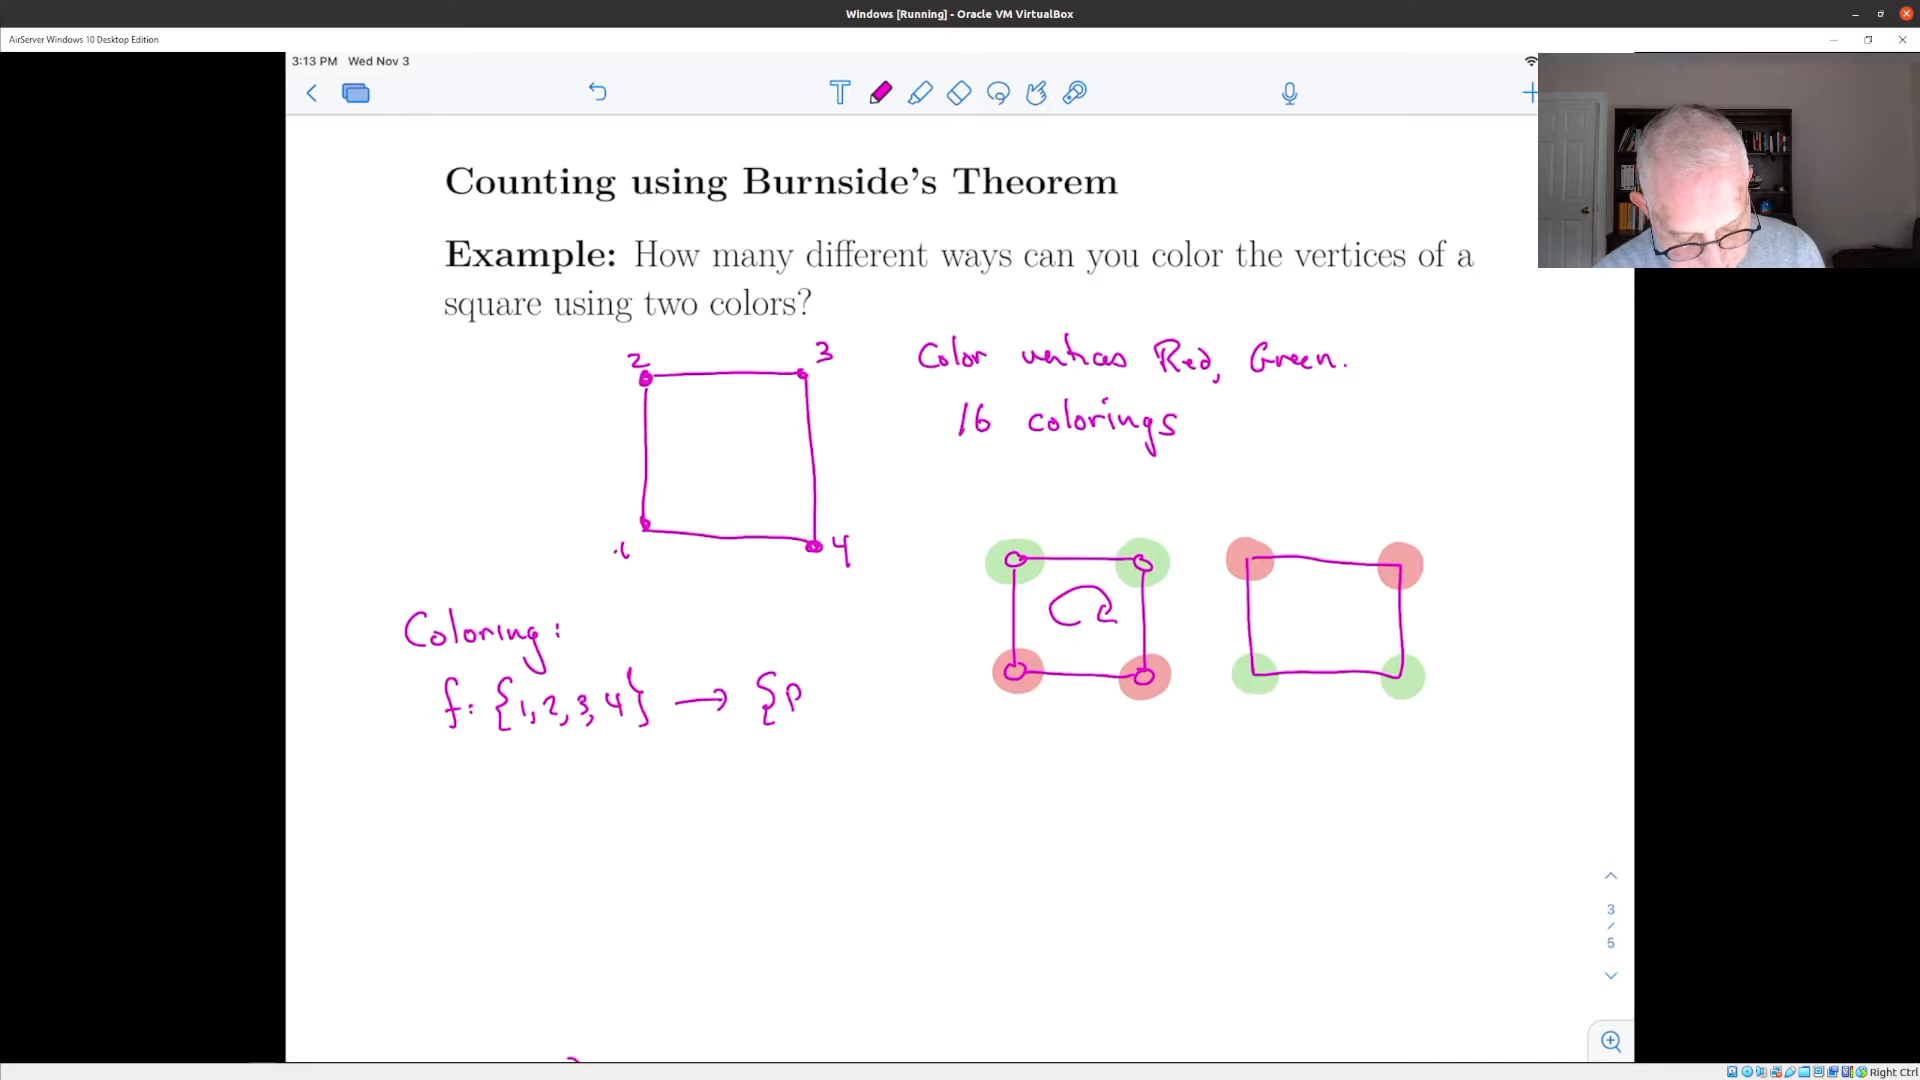 Windows [Running] - Oracle VM VirtualBox
AirServer Windows 10 Desktop Edition
3:13 PM Wed Nov 3
Counting using Burnside's Theorem
Example: How many different ways can you color the vertices of a
square using two colors?
2 3
Color vertices Red, Green.
16 colorings
4
Coloring:
f: {1, 2, 3, 4} → {R
3
/
5
Right Ctrl